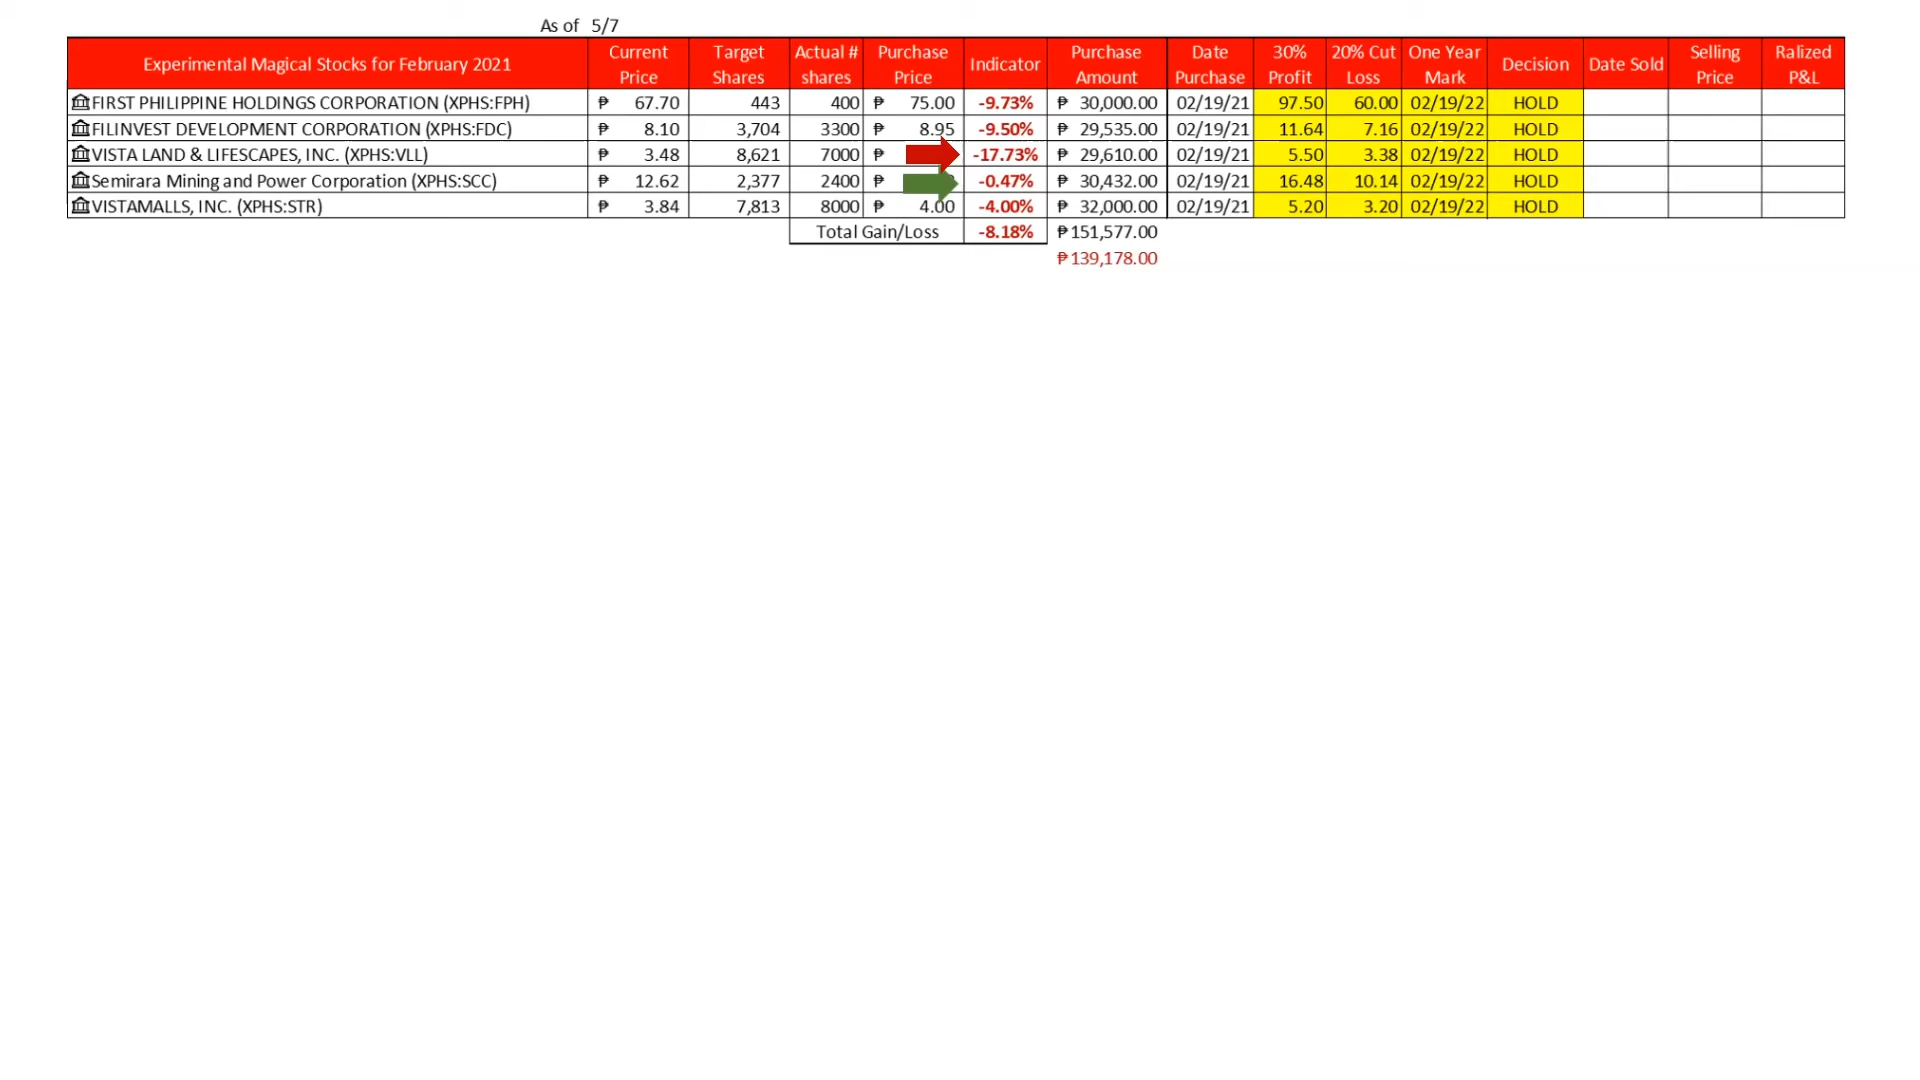 As of 5/7
Experimental Magical Stocks for February 2021 Current Price Target Shares Actual # shares Purchase Price Indicator Purchase Amount Date Purchase 30% Profit 20% Cut Loss One Year Mark Decision Date Sold Selling Price Ralized P&L
FIRST PHILIPPINE HOLDINGS CORPORATION (XPHS:FPH) ₱ 67.70 443 400 ₱ 75.00 -9.73% ₱ 30,000.00 02/19/21 97.50 60.00 02/19/22 HOLD
FILINVEST DEVELOPMENT CORPORATION (XPHS:FDC) ₱ 8.10 3,704 3300 ₱ 8.95 -9.50% ₱ 29,535.00 02/19/21 11.64 7.16 02/19/22 HOLD
VISTA LAND & LIFESCAPES, INC. (XPHS:VLL) ₱ 3.48 8,621 7000 ₱ -17.73% ₱ 29,610.00 02/19/21 5.50 3.38 02/19/22 HOLD
Semirara Mining and Power Corporation (XPHS:SCC) ₱ 12.62 2,377 2400 ₱ -0.47% ₱ 30,432.00 02/19/21 16.48 10.14 02/19/22 HOLD
VISTAMALLS, INC. (XPHS:STR) ₱ 3.84 7,813 8000 ₱ 4.00 -4.00% ₱ 32,000.00 02/19/21 5.20 3.20 02/19/22 HOLD
Total Gain/Loss -8.18% ₱151,577.00
₱139,178.00